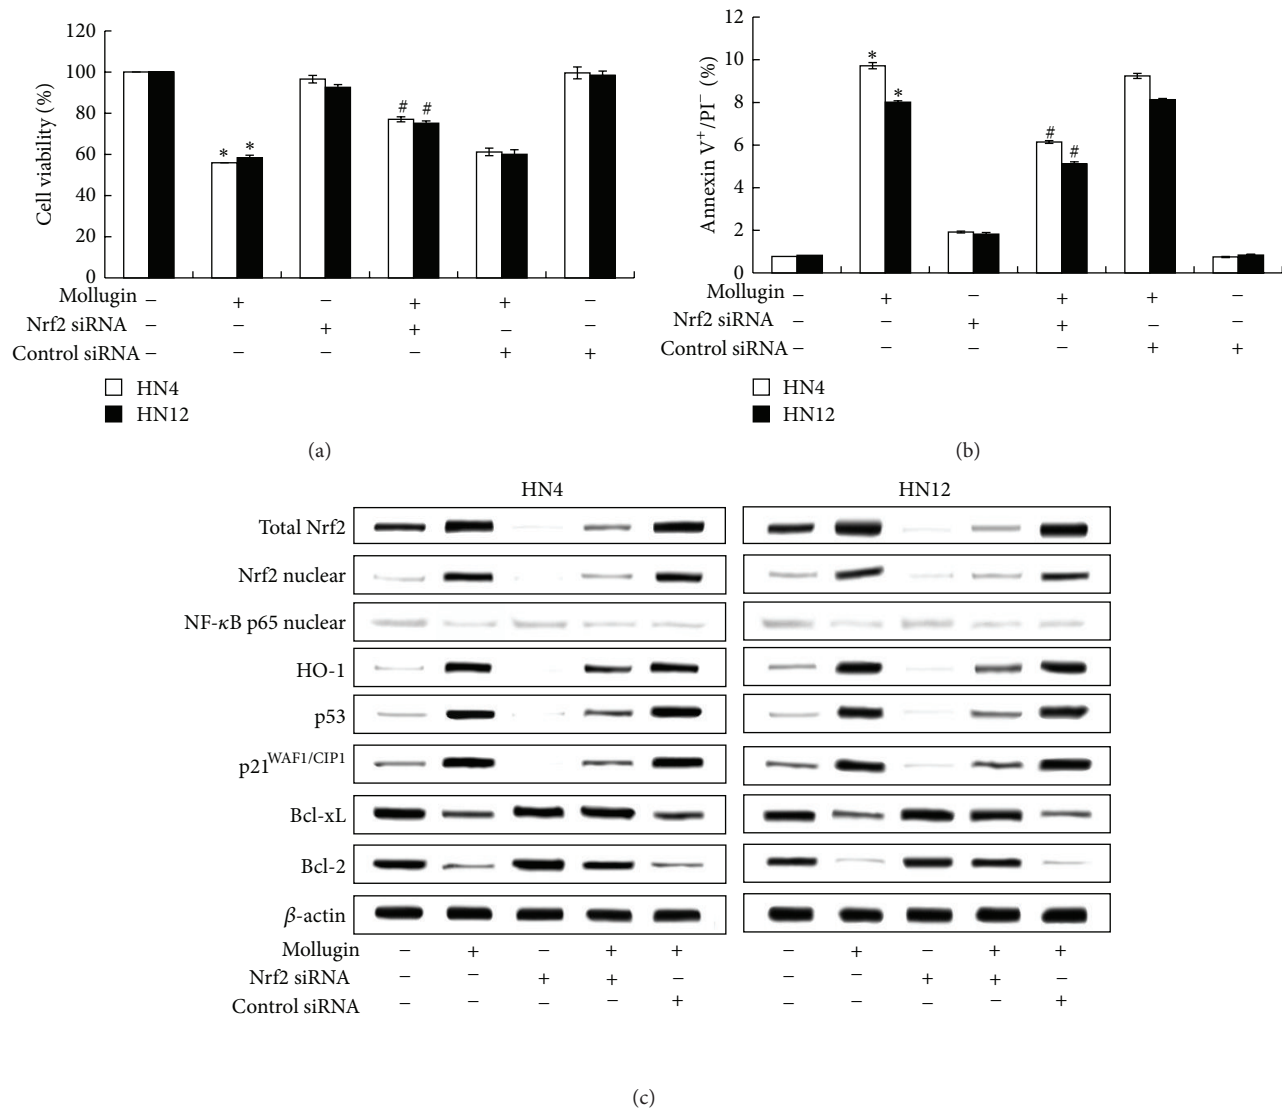 120
100
80
60
40
20
0
Cell viability (%)
* * # #
Mollugin − + − + + −
Nrf2 siRNA − − + + − −
Control siRNA − − − − + +
HN4
HN12
(a)
12
10
8
6
4
2
0
Annexin V⁺/PI⁻ (%)
* * # #
Mollugin − + − + + −
Nrf2 siRNA − − + + − −
Control siRNA − − − − + +
HN4
HN12
(b)
HN4 HN12
Total Nrf2
Nrf2 nuclear
NF-κB p65 nuclear
HO-1
p53
p21^WAF1/CIP1
Bcl-xL
Bcl-2
β-actin
Mollugin − + − + + − + − + +
Nrf2 siRNA − − + + − − − + + −
Control siRNA − − − − + − − − − +
(c)